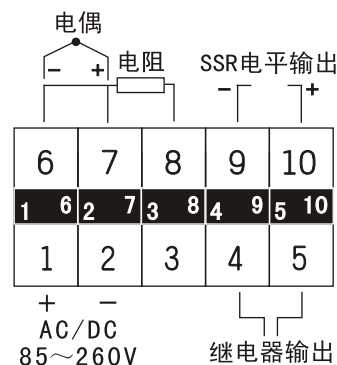 电偶
− + 电阻 SSR电平输出
− +
6 7 8 9 10
1 6 2 7 3 8 4 9 5 10
1 2 3 4 5
+ −
AC/DC
85～260V 继电器输出